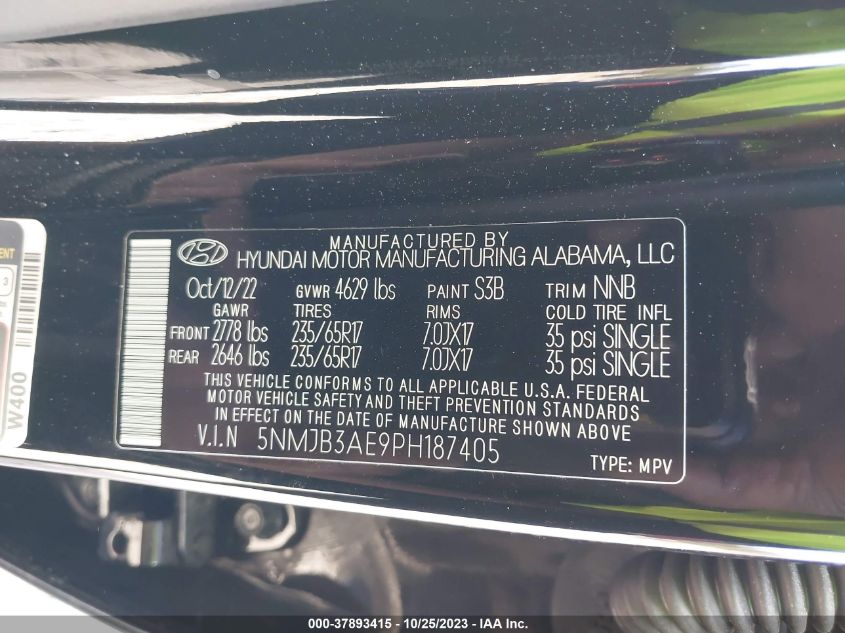 MENT
3
W400
MANUFACTURED BY
HYUNDAI MOTOR MANUFACTURING ALABAMA, LLC
Oct/12/22 GVWR 4629 lbs PAINT S3B TRIM NNB
GAWR TIRES RIMS COLD TIRE INFL
FRONT 2778 lbs 235/65R17 7.0JX17 35 psi SINGLE
REAR 2646 lbs 235/65R17 7.0JX17 35 psi SINGLE
THIS VEHICLE CONFORMS TO ALL APPLICABLE U.S.A. FEDERAL
MOTOR VEHICLE SAFETY AND THEFT PREVENTION STANDARDS
IN EFFECT ON THE DATE OF MANUFACTURE SHOWN ABOVE
V.I.N 5NMJB3AE9PH187405
TYPE: MPV
000-37893415 - 10/25/2023 - IAA Inc.